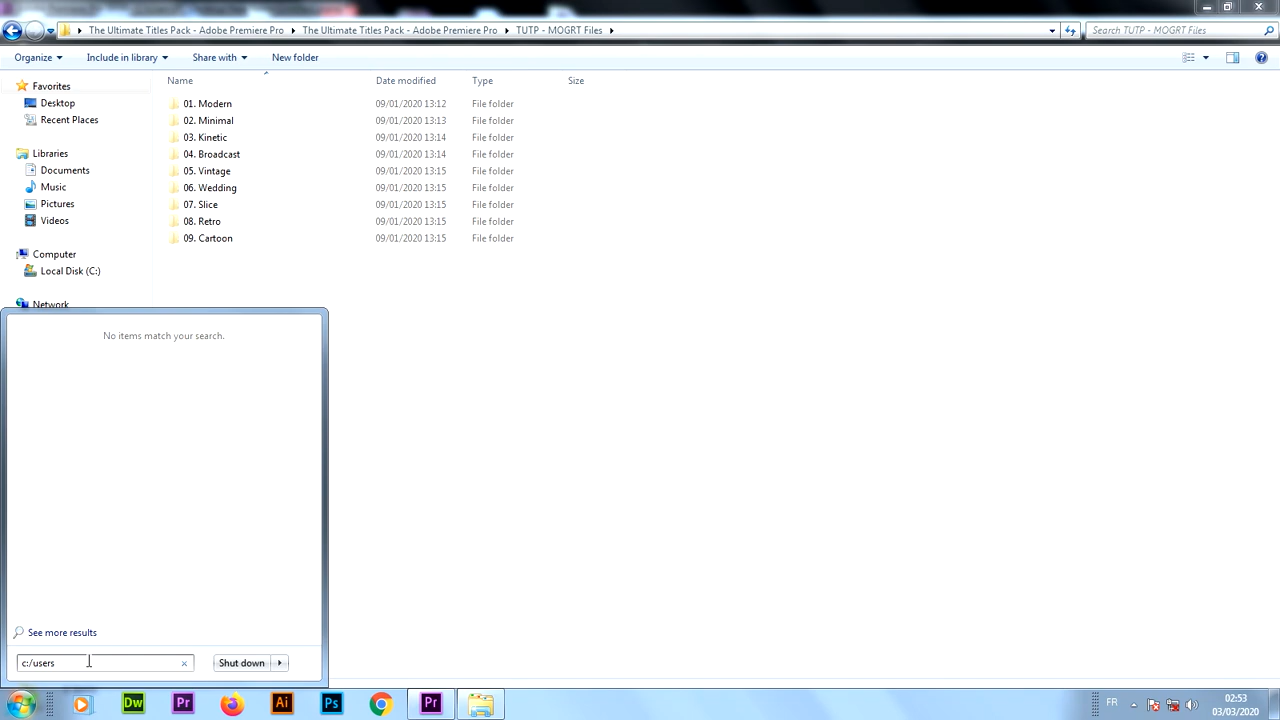 The Ultimate Titles Pack - Adobe Premiere Pro The Ultimate Titles Pack - Adobe Premiere Pro TUTP - MOGRT Files Search TUTP - MOGRT Files
Organize Include in library Share with New folder
Name Date modified Type Size
Favorites
Desktop
Recent Places
Libraries
Documents
Music
Pictures
Videos
Computer
Local Disk (C:)
Network
01. Modern 09/01/2020 13:12 File folder
02. Minimal 09/01/2020 13:13 File folder
03. Kinetic 09/01/2020 13:14 File folder
04. Broadcast 09/01/2020 13:14 File folder
05. Vintage 09/01/2020 13:15 File folder
06. Wedding 09/01/2020 13:15 File folder
07. Slice 09/01/2020 13:15 File folder
08. Retro 09/01/2020 13:15 File folder
09. Cartoon 09/01/2020 13:15 File folder
No items match your search.
See more results
c:/users
Shut down
Dw Pr Ai Ps Pr
FR
02:53
03/03/2020